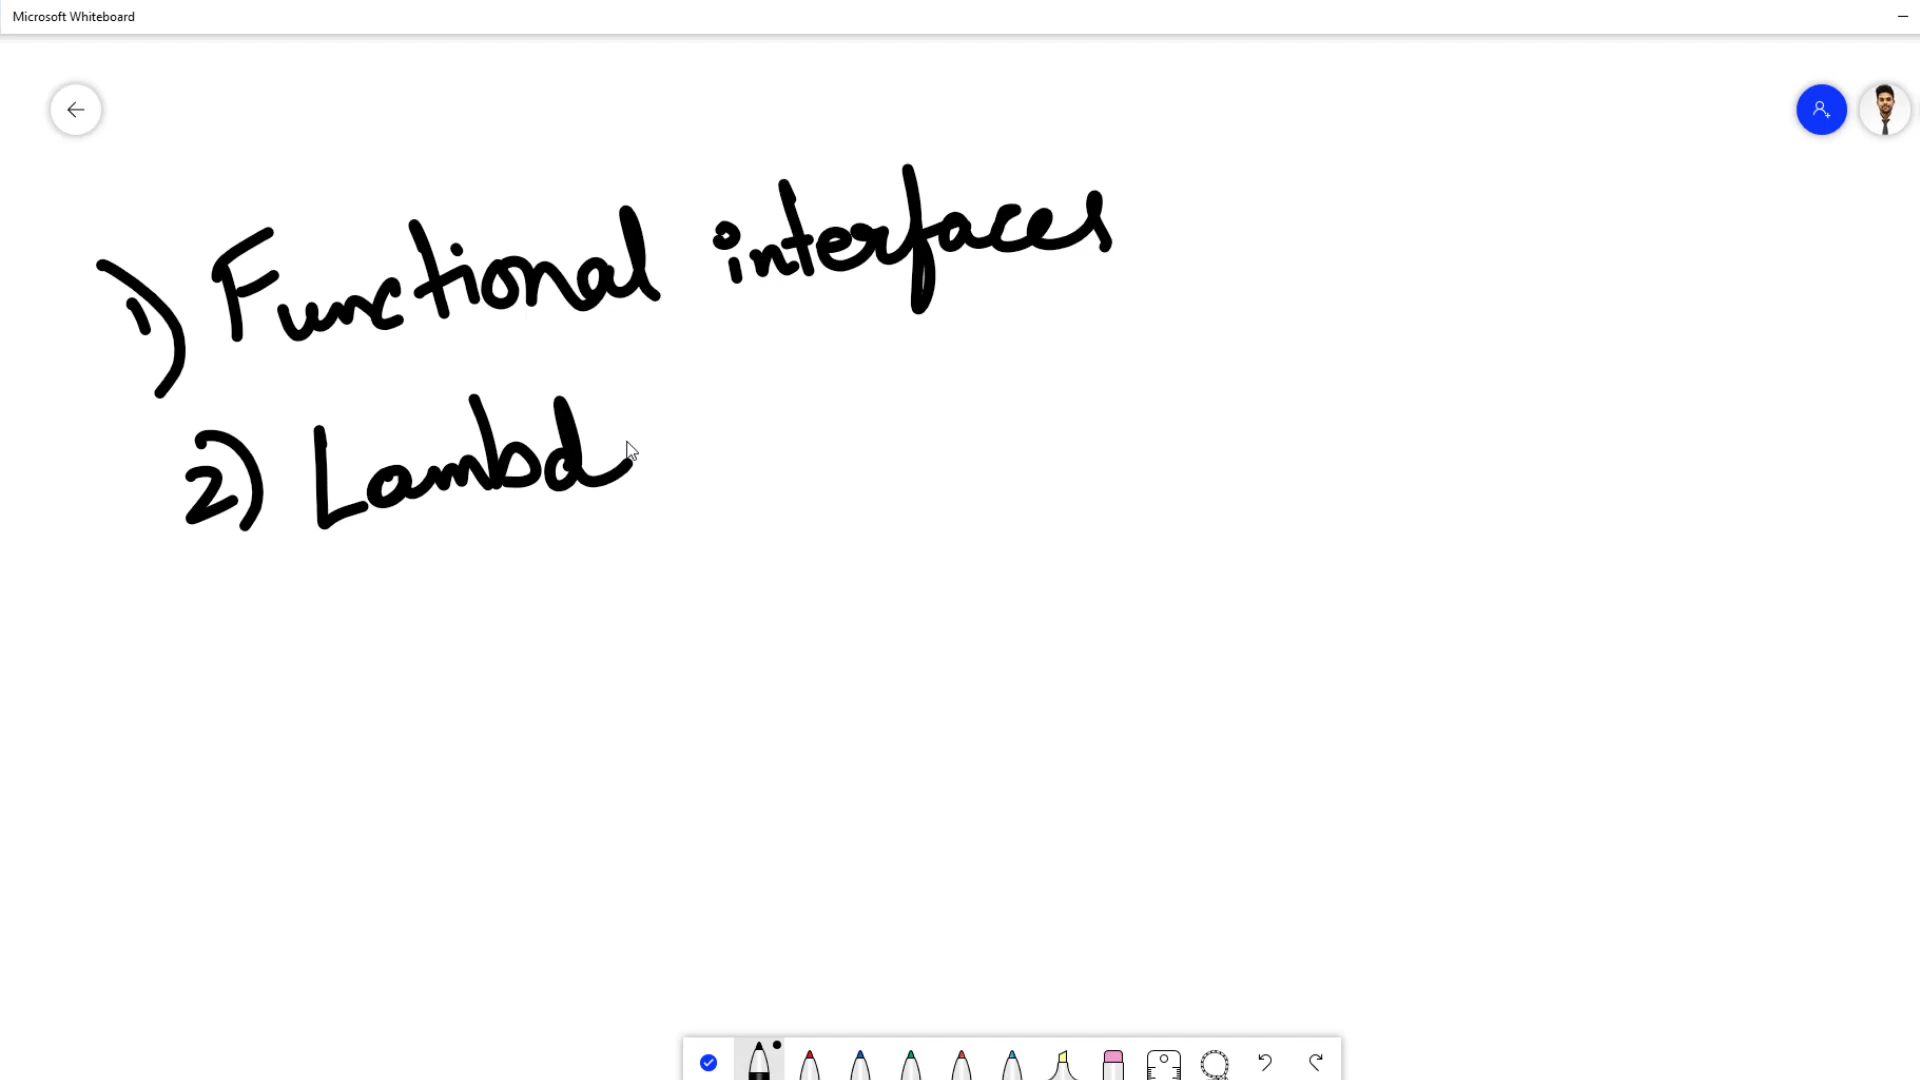 Microsoft Whiteboard
1) Functional interfaces
2) Lambd